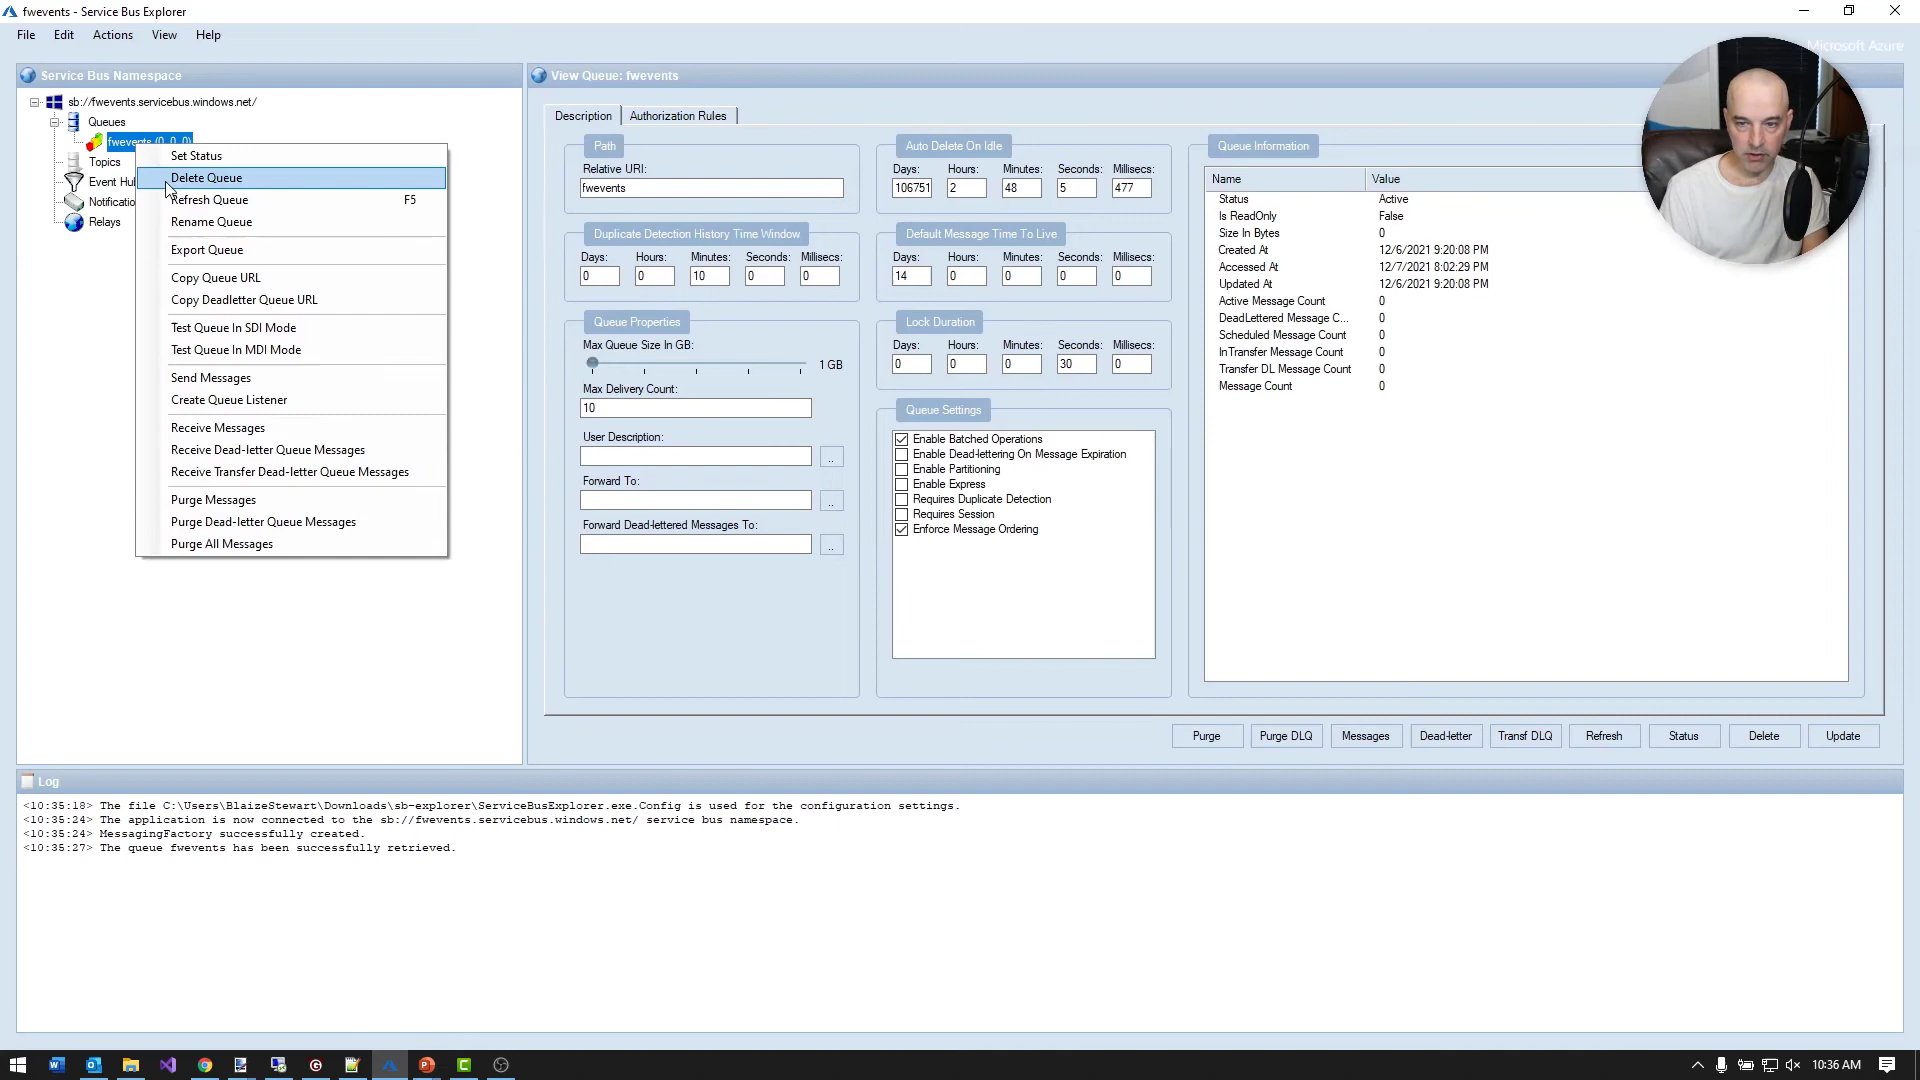 fwevents - Service Bus Explorer
File Edit Actions View Help
Microsoft Azure
Service Bus Namespace
sb://fwevents.servicebus.windows.net/
Queues
fwevents (0, 0, 0)
Topics
Event Hu
Notificatio
Relays
Set Status
Delete Queue
Refresh Queue F5
Rename Queue
Export Queue
Copy Queue URL
Copy Deadletter Queue URL
Test Queue In SDI Mode
Test Queue In MDI Mode
Send Messages
Create Queue Listener
Receive Messages
Receive Dead-letter Queue Messages
Receive Transfer Dead-letter Queue Messages
Purge Messages
Purge Dead-letter Queue Messages
Purge All Messages
View Queue: fwevents
Description Authorization Rules
Path
Relative URI:
fwevents
Duplicate Detection History Time Window
Days: Hours: Minutes: Seconds: Millisecs:
0 0 10 0 0
Queue Properties
Max Queue Size In GB:
1 GB
Max Delivery Count:
10
User Description:
..
Forward To:
..
Forward Dead-lettered Messages To:
..
Auto Delete On Idle
Days: Hours: Minutes: Seconds: Millisecs:
106751 2 48 5 477
Default Message Time To Live
Days: Hours: Minutes: Seconds: Millisecs:
14 0 0 0 0
Lock Duration
Days: Hours: Minutes: Seconds: Millisecs:
0 0 0 30 0
Queue Settings
Enable Batched Operations
Enable Dead-lettering On Message Expiration
Enable Partitioning
Enable Express
Requires Duplicate Detection
Requires Session
Enforce Message Ordering
Queue Information
Name Value
Status Active
Is ReadOnly False
Size In Bytes 0
Created At 12/6/2021 9:20:08 PM
Accessed At 12/7/2021 8:02:29 PM
Updated At 12/6/2021 9:20:08 PM
Active Message Count 0
DeadLettered Message C... 0
Scheduled Message Count 0
InTransfer Message Count 0
Transfer DL Message Count 0
Message Count 0
Purge Purge DLQ Messages Dead-letter Transf DLQ Refresh Status Delete Update
Log
<10:35:18> The file C:\Users\BlaizeStewart\Downloads\sb-explorer\ServiceBusExplorer.exe.Config is used for the configuration settings.
<10:35:24> The application is now connected to the sb://fwevents.servicebus.windows.net/ service bus namespace.
<10:35:24> MessagingFactory successfully created.
<10:35:27> The queue fwevents has been successfully retrieved.
10:36 AM